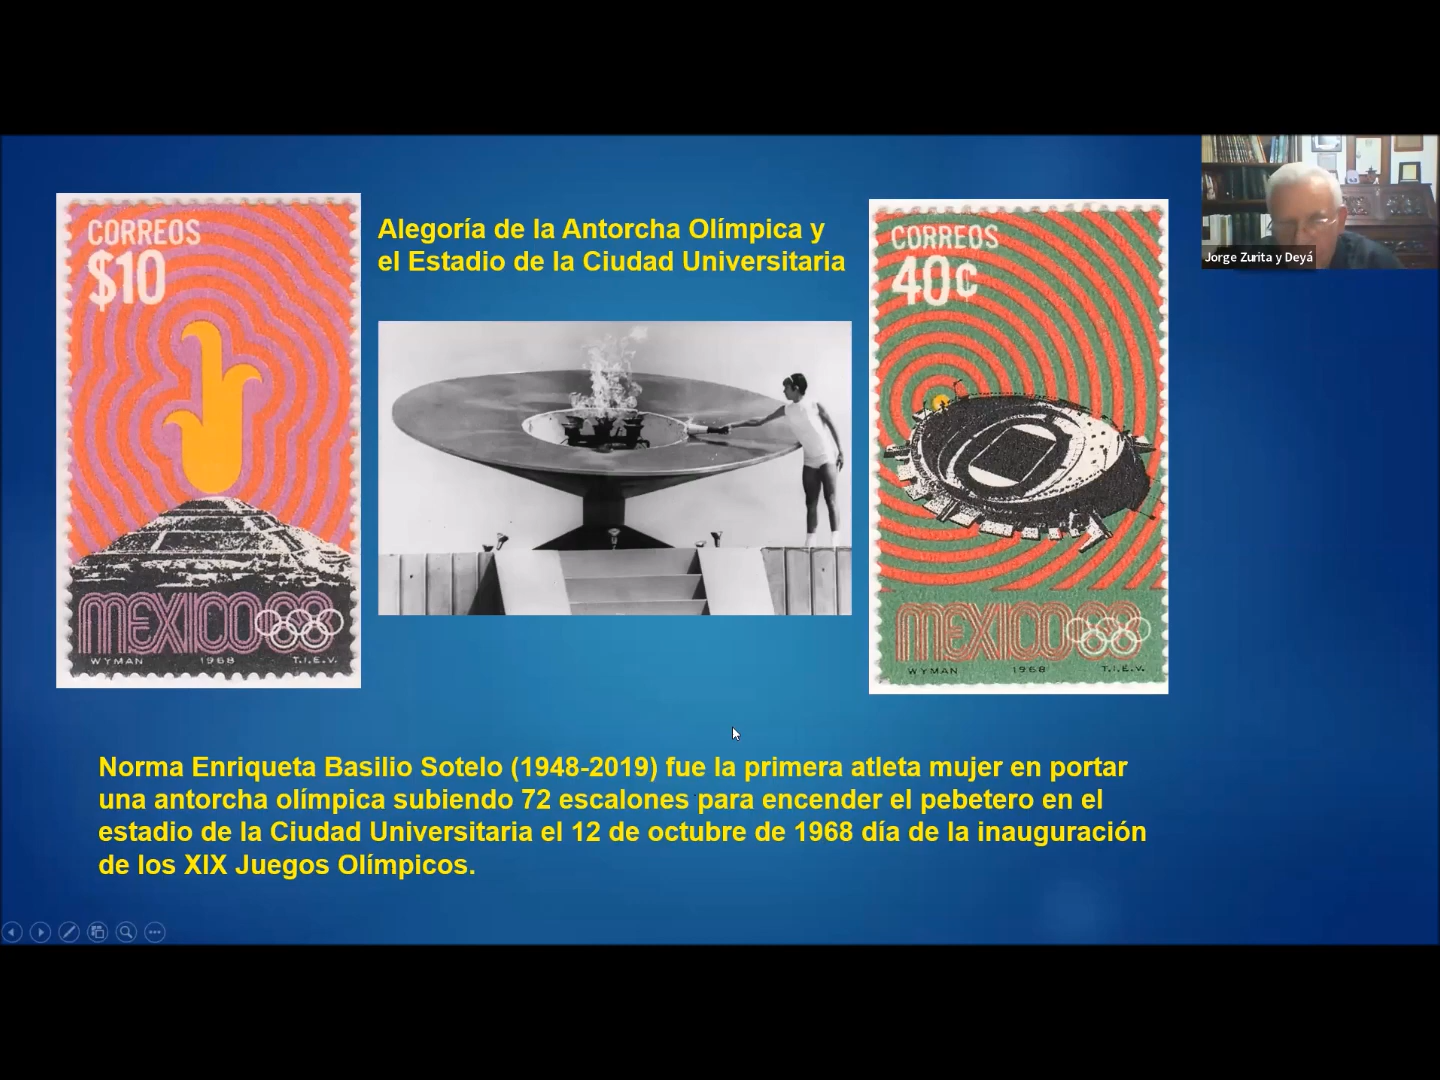 CORREOS
$10
MEXICO68
WYMAN 1968 T.I.E.V.
Alegoría de la Antorcha Olímpica y
el Estadio de la Ciudad Universitaria
CORREOS
40¢
MEXICO68
WYMAN 1968 T.I.E.V.
Jorge Zurita y Deyá
Norma Enriqueta Basilio Sotelo (1948-2019) fue la primera atleta mujer en portar
una antorcha olímpica subiendo 72 escalones para encender el pebetero en el
estadio de la Ciudad Universitaria el 12 de octubre de 1968 día de la inauguración
de los XIX Juegos Olímpicos.